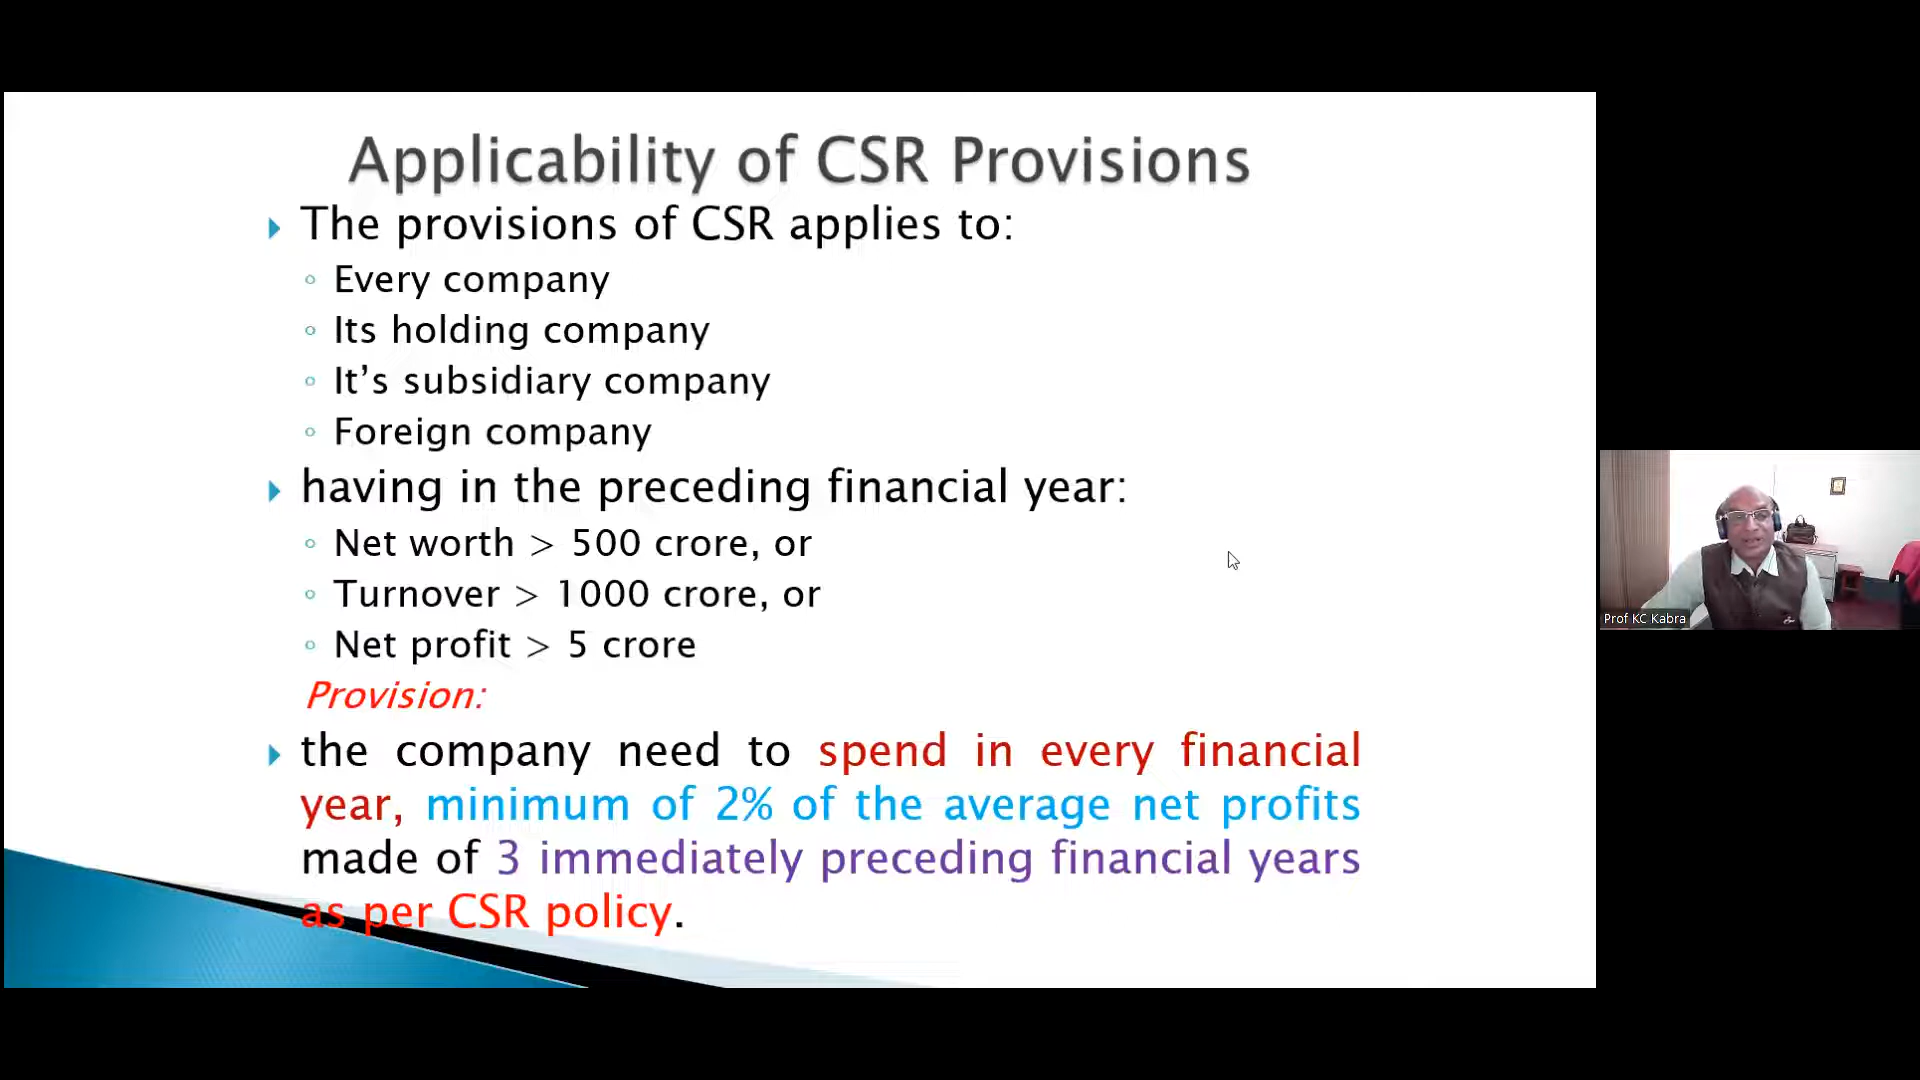 Applicability of CSR Provisions
The provisions of CSR applies to:
Every company
Its holding company
It’s subsidiary company
Foreign company
having in the preceding financial year:
Net worth > 500 crore, or
Turnover > 1000 crore, or
Net profit > 5 crore
Provision:
the company need to spend in every financial
year, minimum of 2% of the average net profits
made of 3 immediately preceding financial years
as per CSR policy.
Prof KC Kabra